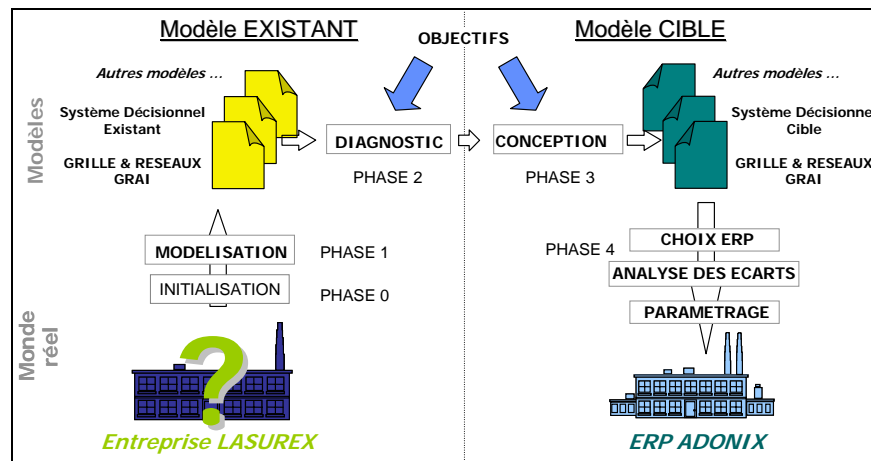 Modèle EXISTANT
OBJECTIFS
Modèle CIBLE
Autres modèles ...
Système Décisionnel
Existant
GRILLE & RESEAUX
GRAI
DIAGNOSTIC
PHASE 2
CONCEPTION
PHASE 3
Autres modèles ...
Système Décisionne
Cible
GRILLE & RESEAUX
GRAI
Modèles
MODELISATION
PHASE 1
INITIALISATION
PHASE 0
PHASE 4
CHOIX ERP
ANALYSE DES ECARTS
PARAMETRAGE
Monde
réel
?
Entreprise LASUREX
ERP ADONIX